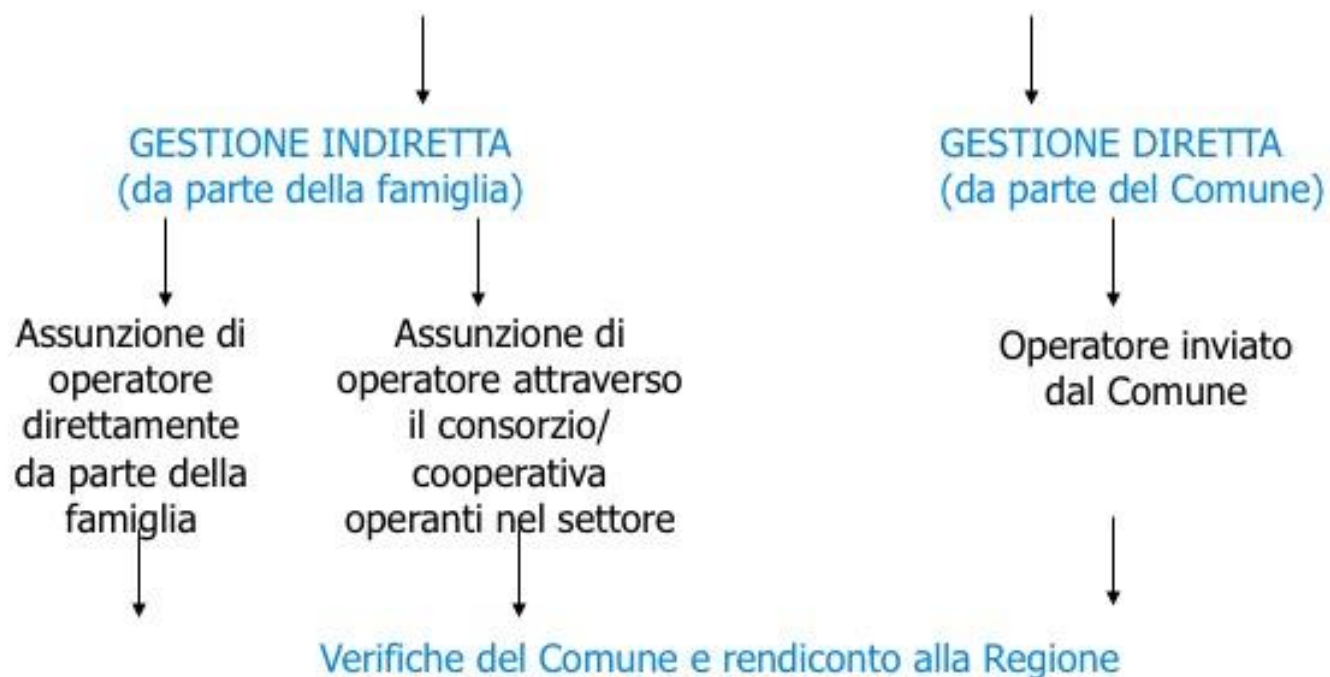 GESTIONE INDIRETTA
(da parte della famiglia)
GESTIONE DIRETTA
(da parte del Comune)
Assunzione di
operatore
direttamente
da parte della
famiglia
Assunzione di
operatore attraverso
il consorzio/
cooperativa
operanti nel settore
Operatore inviato
dal Comune
Verifiche del Comune e rendiconto alla Regione